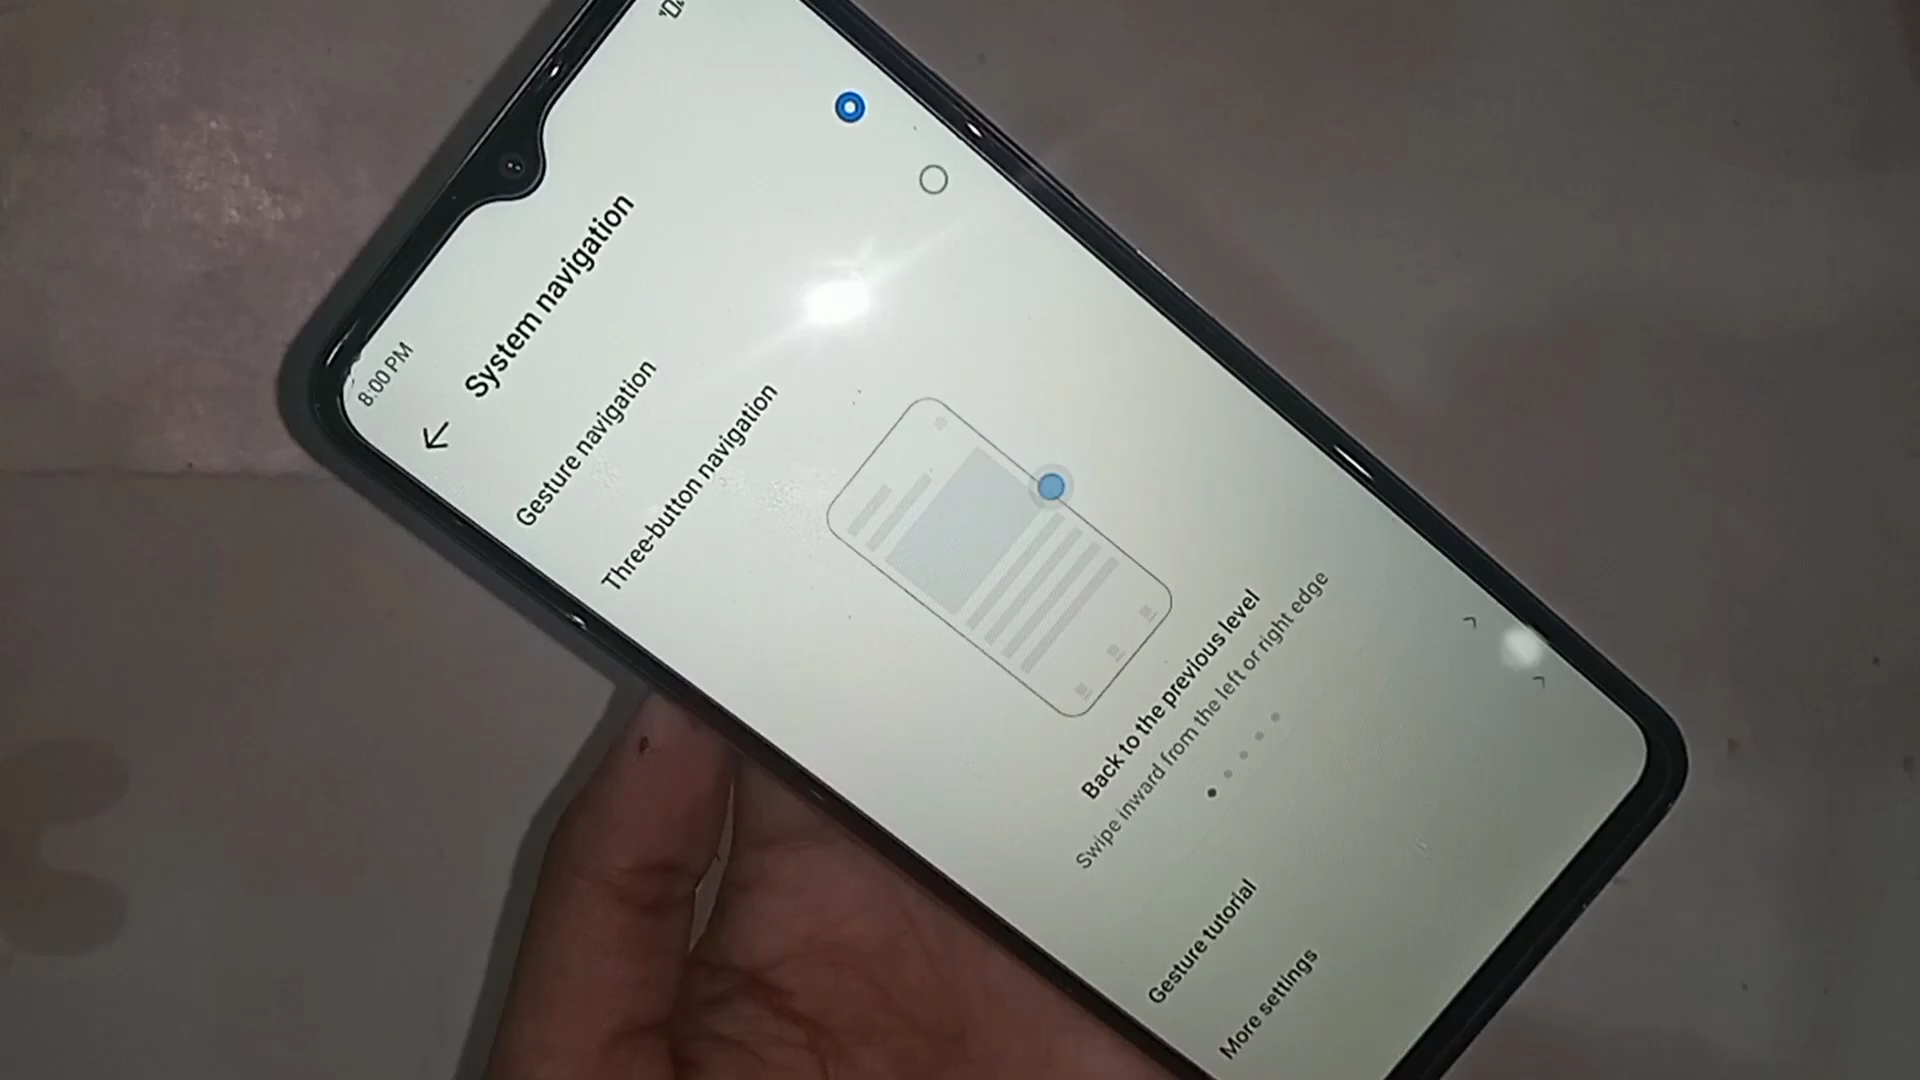 8:00 PM
System navigation
Gesture navigation
Three-button navigation
Back to the previous level
Swipe inward from the left or right edge
Gesture tutorial
More settings